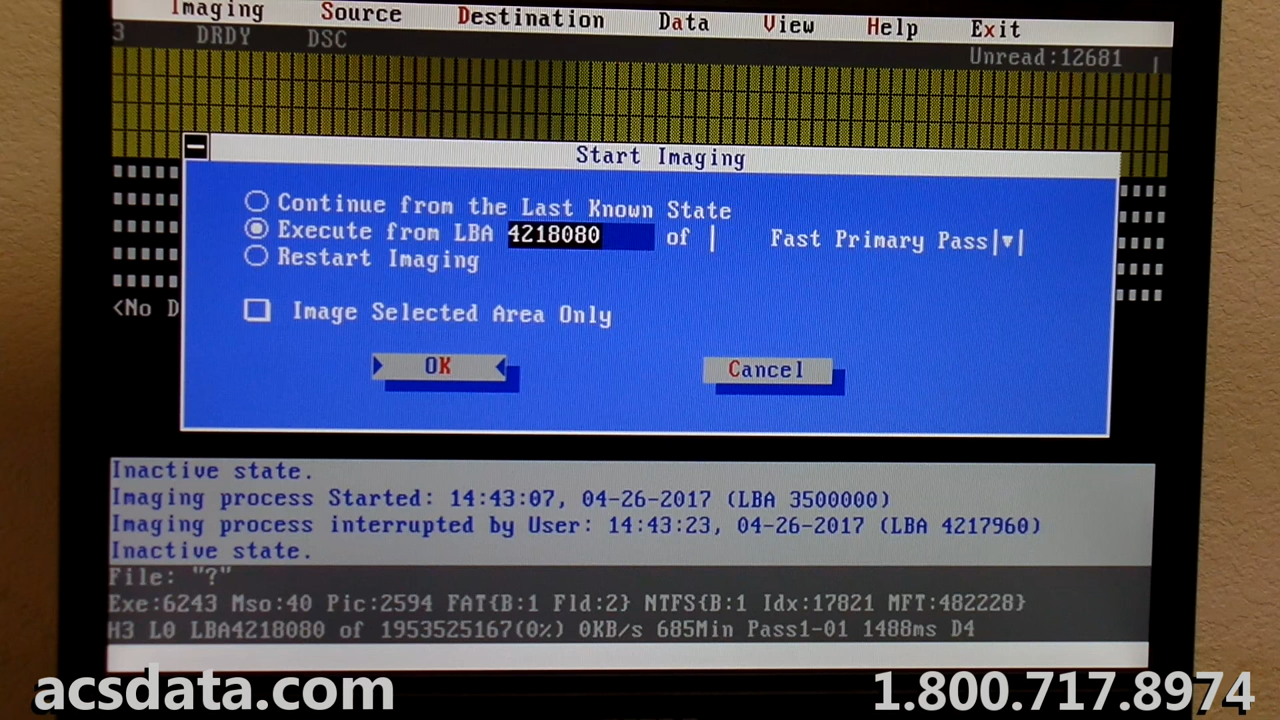 Imaging Source Destination Data View Help Exit
3 DRDY DSC
Unread:12681
Start Imaging
Continue from the Last Known State
Execute from LBA 4218080 of Fast Primary Pass
Restart Imaging
Image Selected Area Only
<No D
OK Cancel
Inactive state.
Imaging process Started: 14:43:07, 04-26-2017 (LBA 3500000)
Imaging process interrupted by User: 14:43:23, 04-26-2017 (LBA 4217960)
Inactive state.
File: "?"
Exe:6243 Mso:40 Pic:2594 FAT{B:1 Fld:2} NTFS{B:1 Idx:17821 MFT:482228}
H3 L0 LBA4218080 of 1953525167(0%) 0KB/s 685Min Pass1-01 1488ms D4
acsdata.com 1.800.717.8974